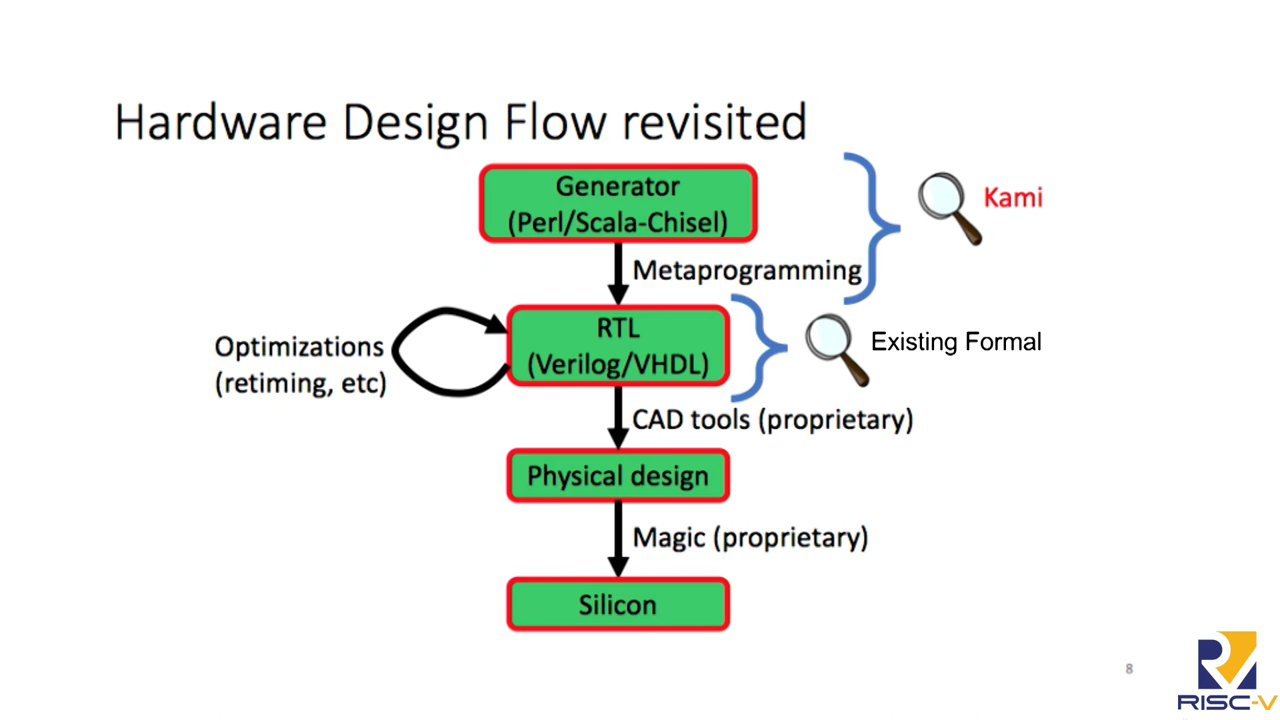 Hardware Design Flow revisited
Generator
(Perl/Scala-Chisel)
Kami
Metaprogramming
RTL
(Verilog/VHDL)
Existing Formal
Optimizations
(retiming, etc)
CAD tools (proprietary)
Physical design
Magic (proprietary)
Silicon
8
RISC-V